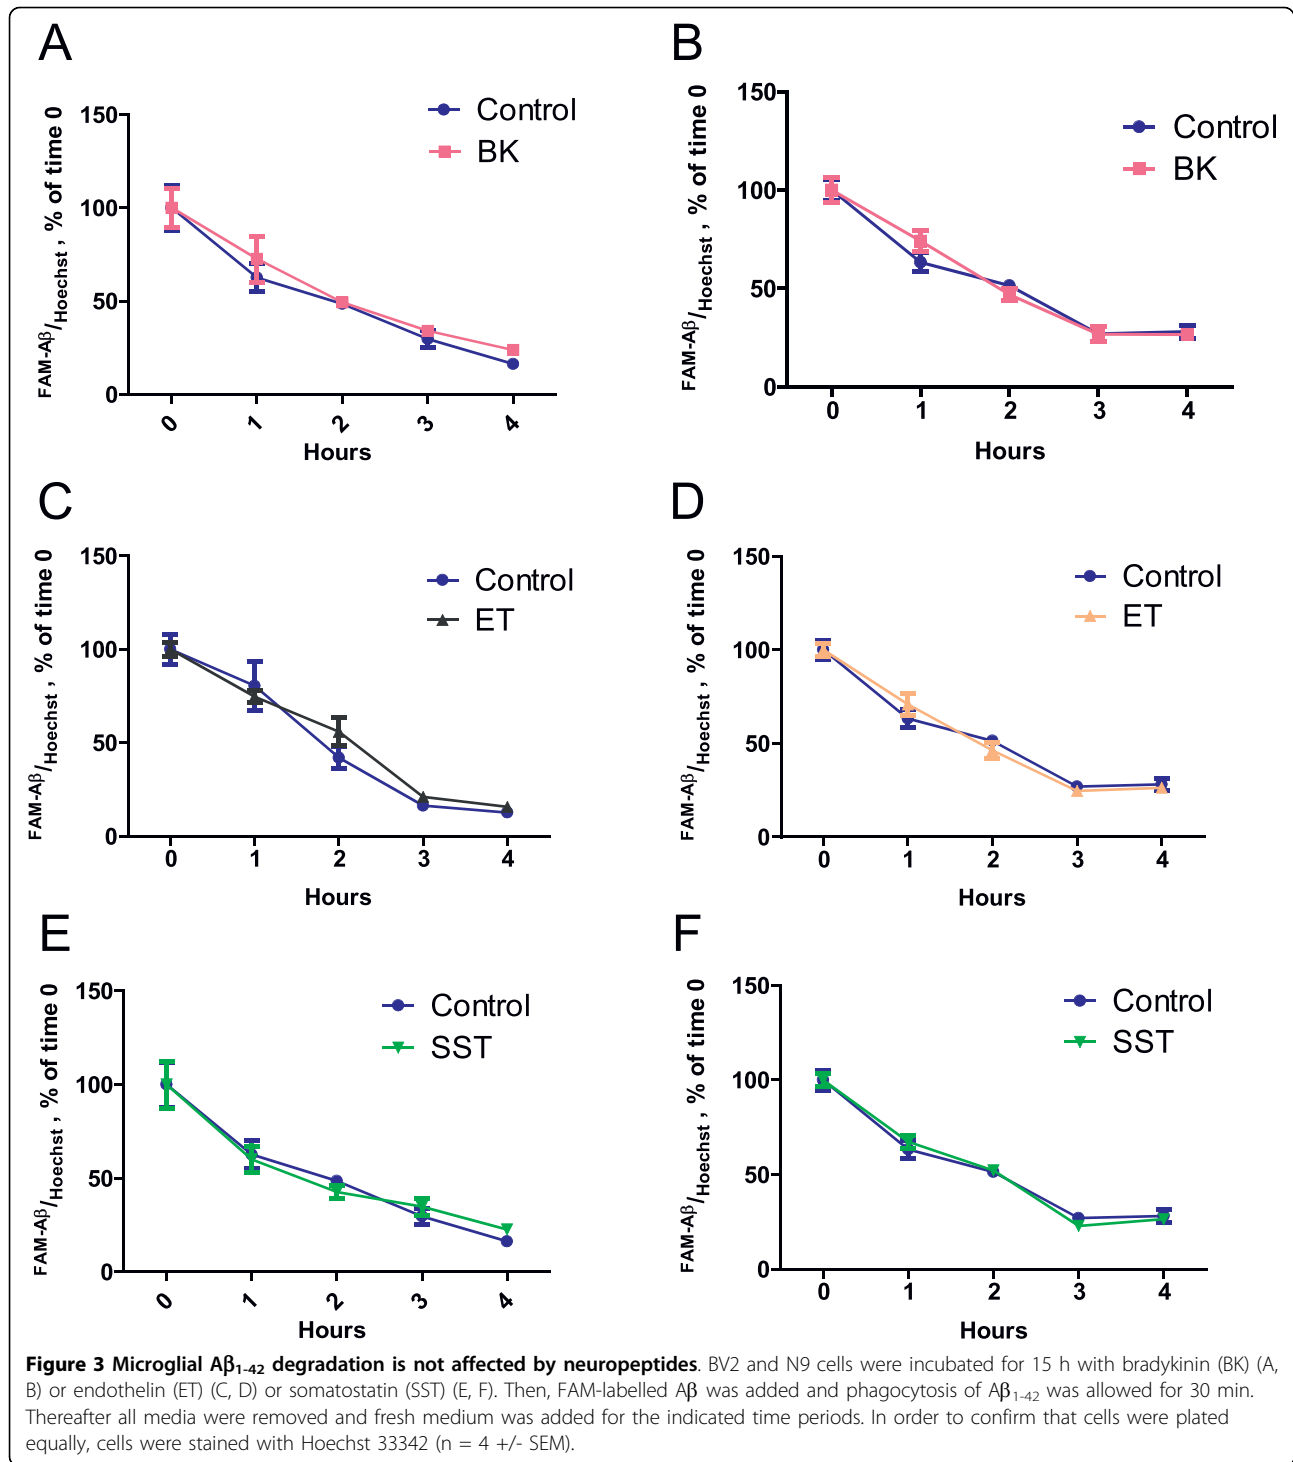 A
FAM-Aβ/Hoechst , % of time 0
150
100
50
0
Control
BK
0 1 2 3 4
Hours
B
FAM-Aβ/Hoechst , % of time 0
150
100
50
0
Control
BK
0 1 2 3 4
Hours
C
FAM-Aβ/Hoechst , % of time 0
150
100
50
0
Control
ET
0 1 2 3 4
Hours
D
FAM-Aβ/Hoechst , % of time 0
150
100
50
0
Control
ET
0 1 2 3 4
Hours
E
FAM-Aβ/Hoechst , % of time 0
150
100
50
0
Control
SST
0 1 2 3 4
Hours
F
FAM-Aβ/Hoechst , % of time 0
150
100
50
0
Control
SST
0 1 2 3 4
Hours
Figure 3 Microglial Aβ₁₋₄₂ degradation is not affected by neuropeptides. BV2 and N9 cells were incubated for 15 h with bradykinin (BK) (A,
B) or endothelin (ET) (C, D) or somatostatin (SST) (E, F). Then, FAM-labelled Aβ was added and phagocytosis of Aβ₁₋₄₂ was allowed for 30 min.
Thereafter all media were removed and fresh medium was added for the indicated time periods. In order to confirm that cells were plated
equally, cells were stained with Hoechst 33342 (n = 4 +/- SEM).